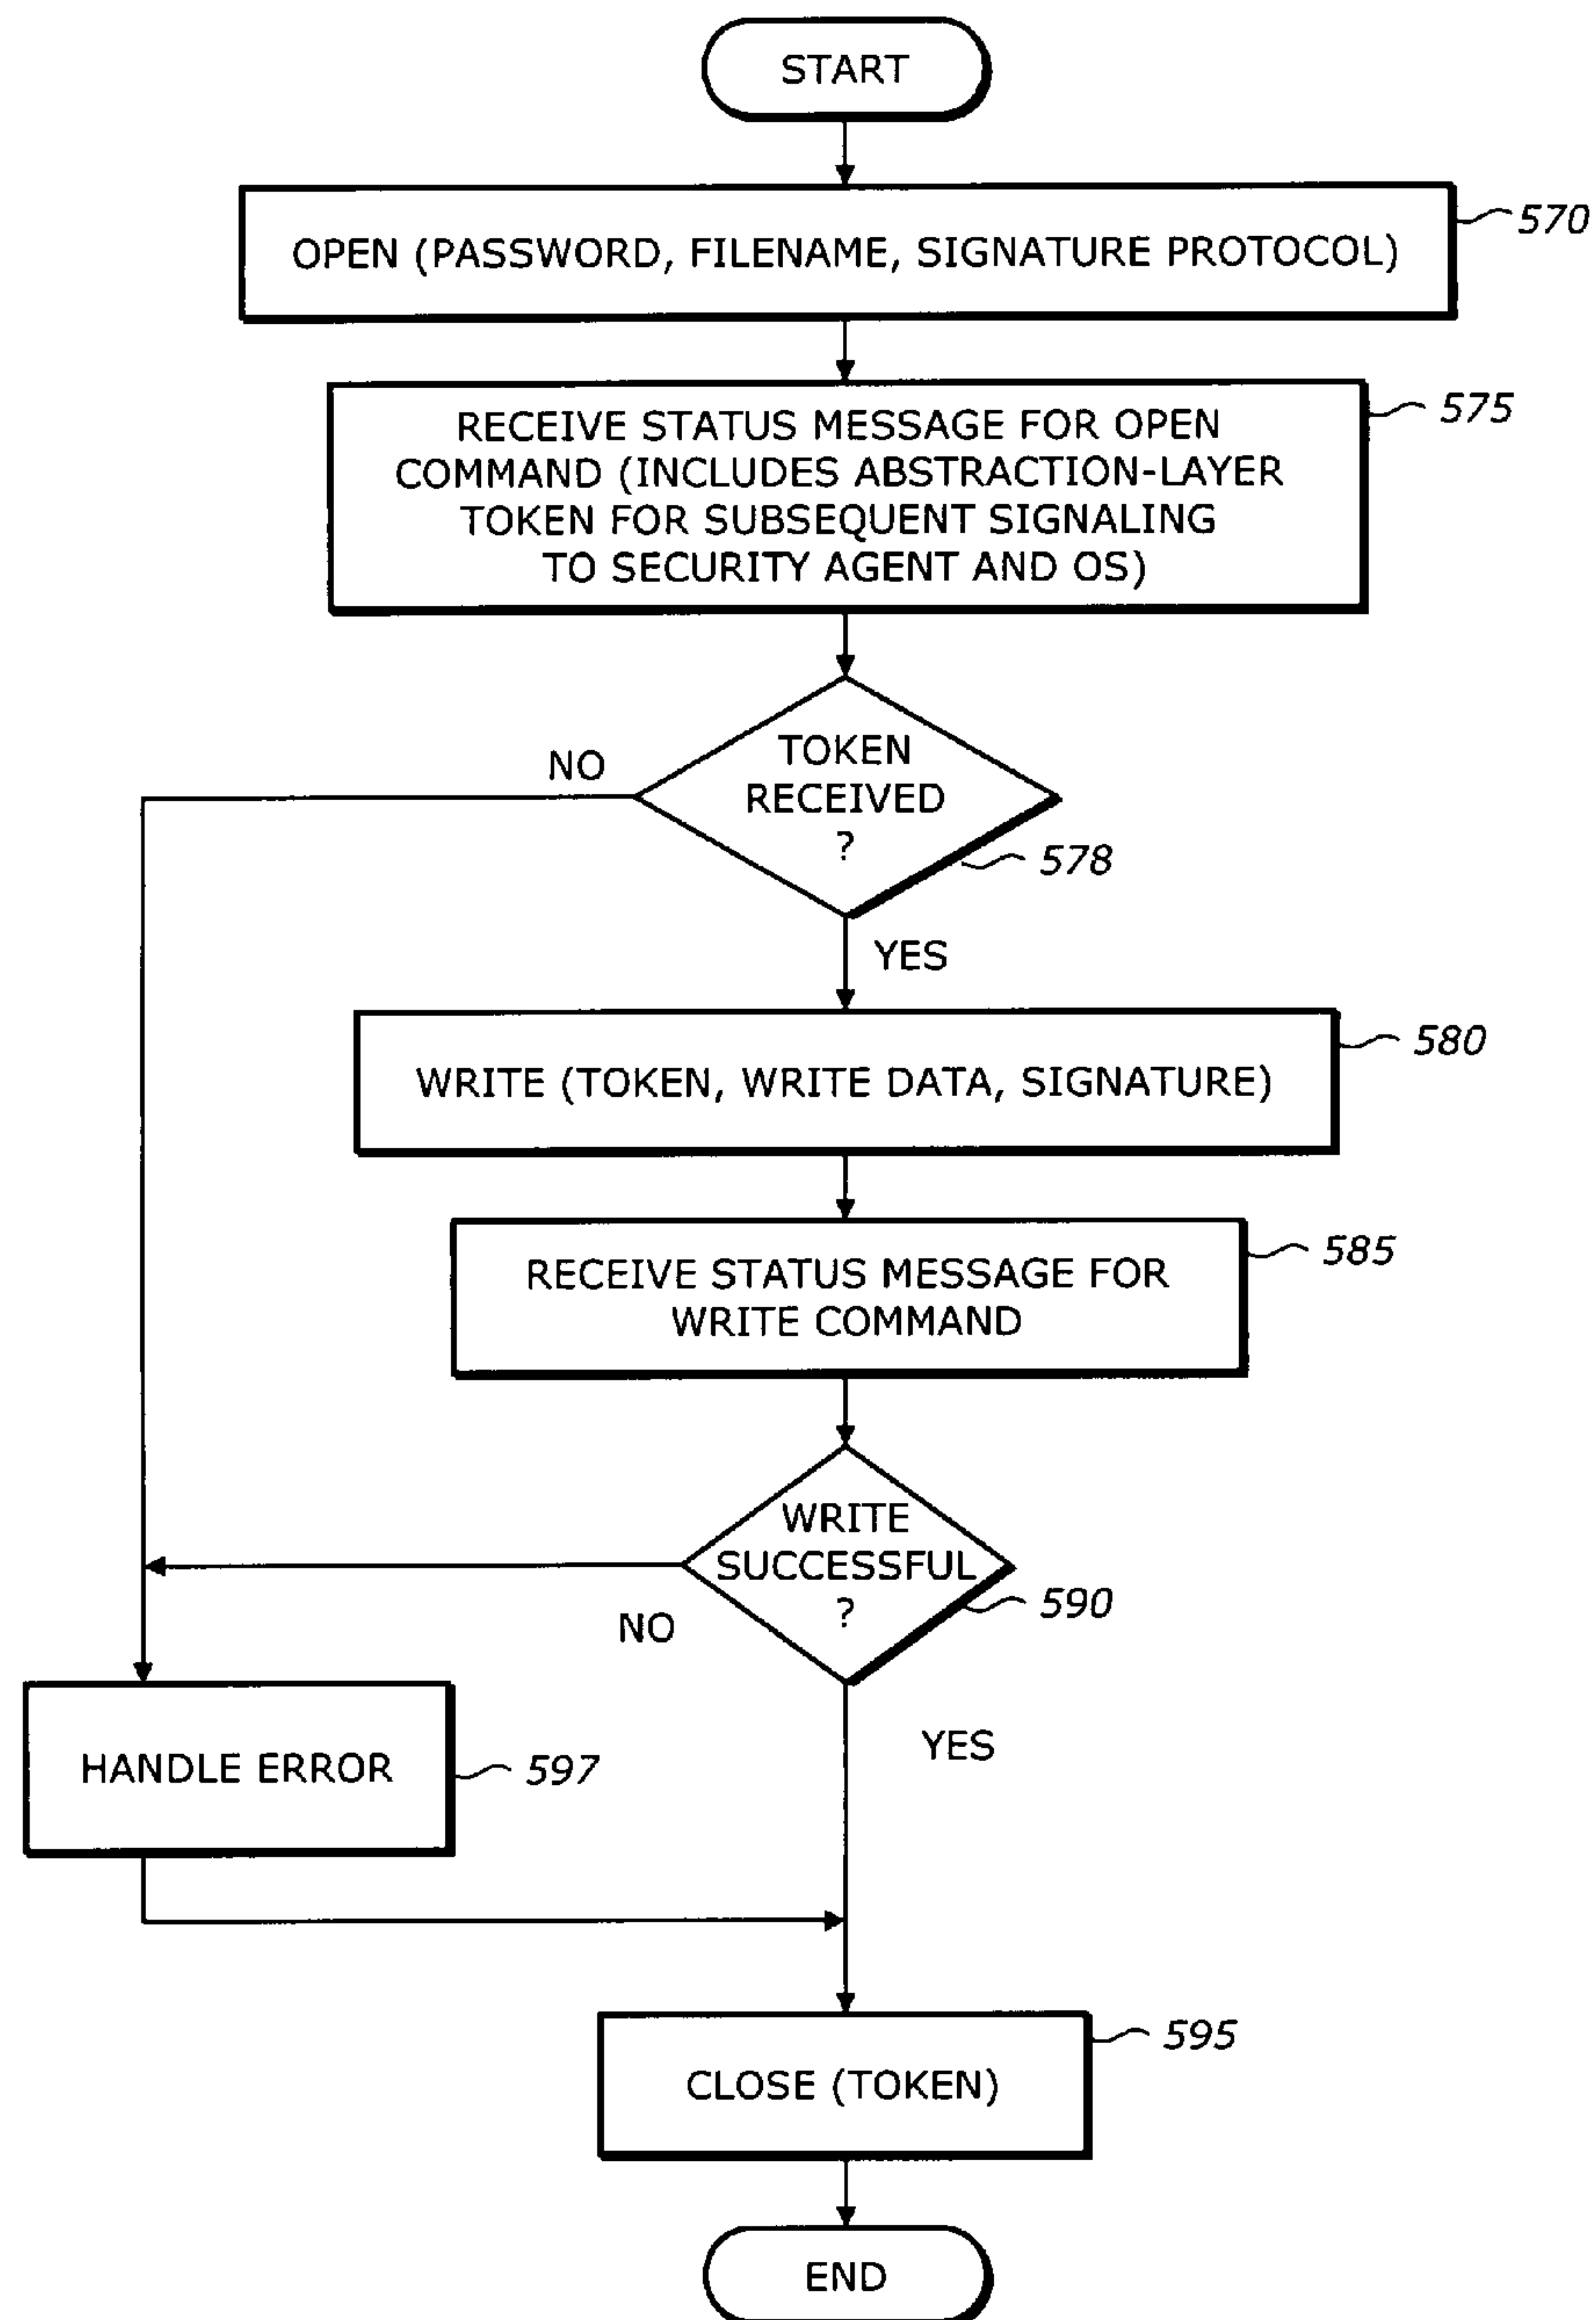 START
OPEN (PASSWORD, FILENAME, SIGNATURE PROTOCOL)
570
RECEIVE STATUS MESSAGE FOR OPEN
COMMAND (INCLUDES ABSTRACTION-LAYER
TOKEN FOR SUBSEQUENT SIGNALING
TO SECURITY AGENT AND OS)
575
NO
TOKEN
RECEIVED
?
578
YES
WRITE (TOKEN, WRITE DATA, SIGNATURE)
580
RECEIVE STATUS MESSAGE FOR
WRITE COMMAND
585
WRITE
SUCCESSFUL
?
590
NO
YES
HANDLE ERROR
597
CLOSE (TOKEN)
595
END